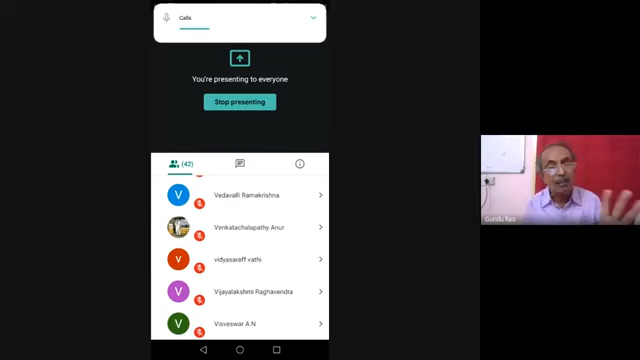 Calls
You're presenting to everyone
Stop presenting
(42)
V Vedavalli Ramakrishna
Venkatachalapathy Anur
v vidyasaraff vathi
V Vijayalakshmi Raghavendra
V Visveswar A.N
Gundu Rao